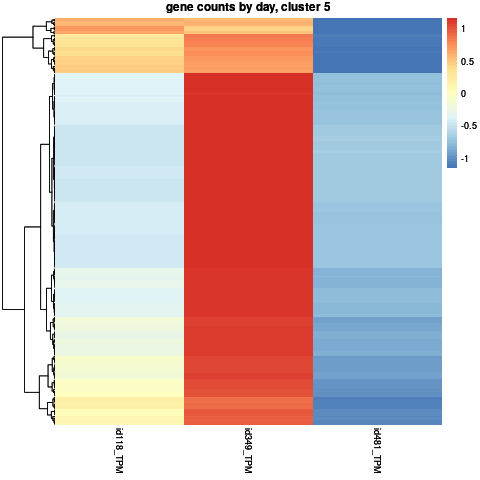 gene counts by day, cluster 5
1
0.5
0
-0.5
-1
id118_TPM
id349_TPM
id481_TPM